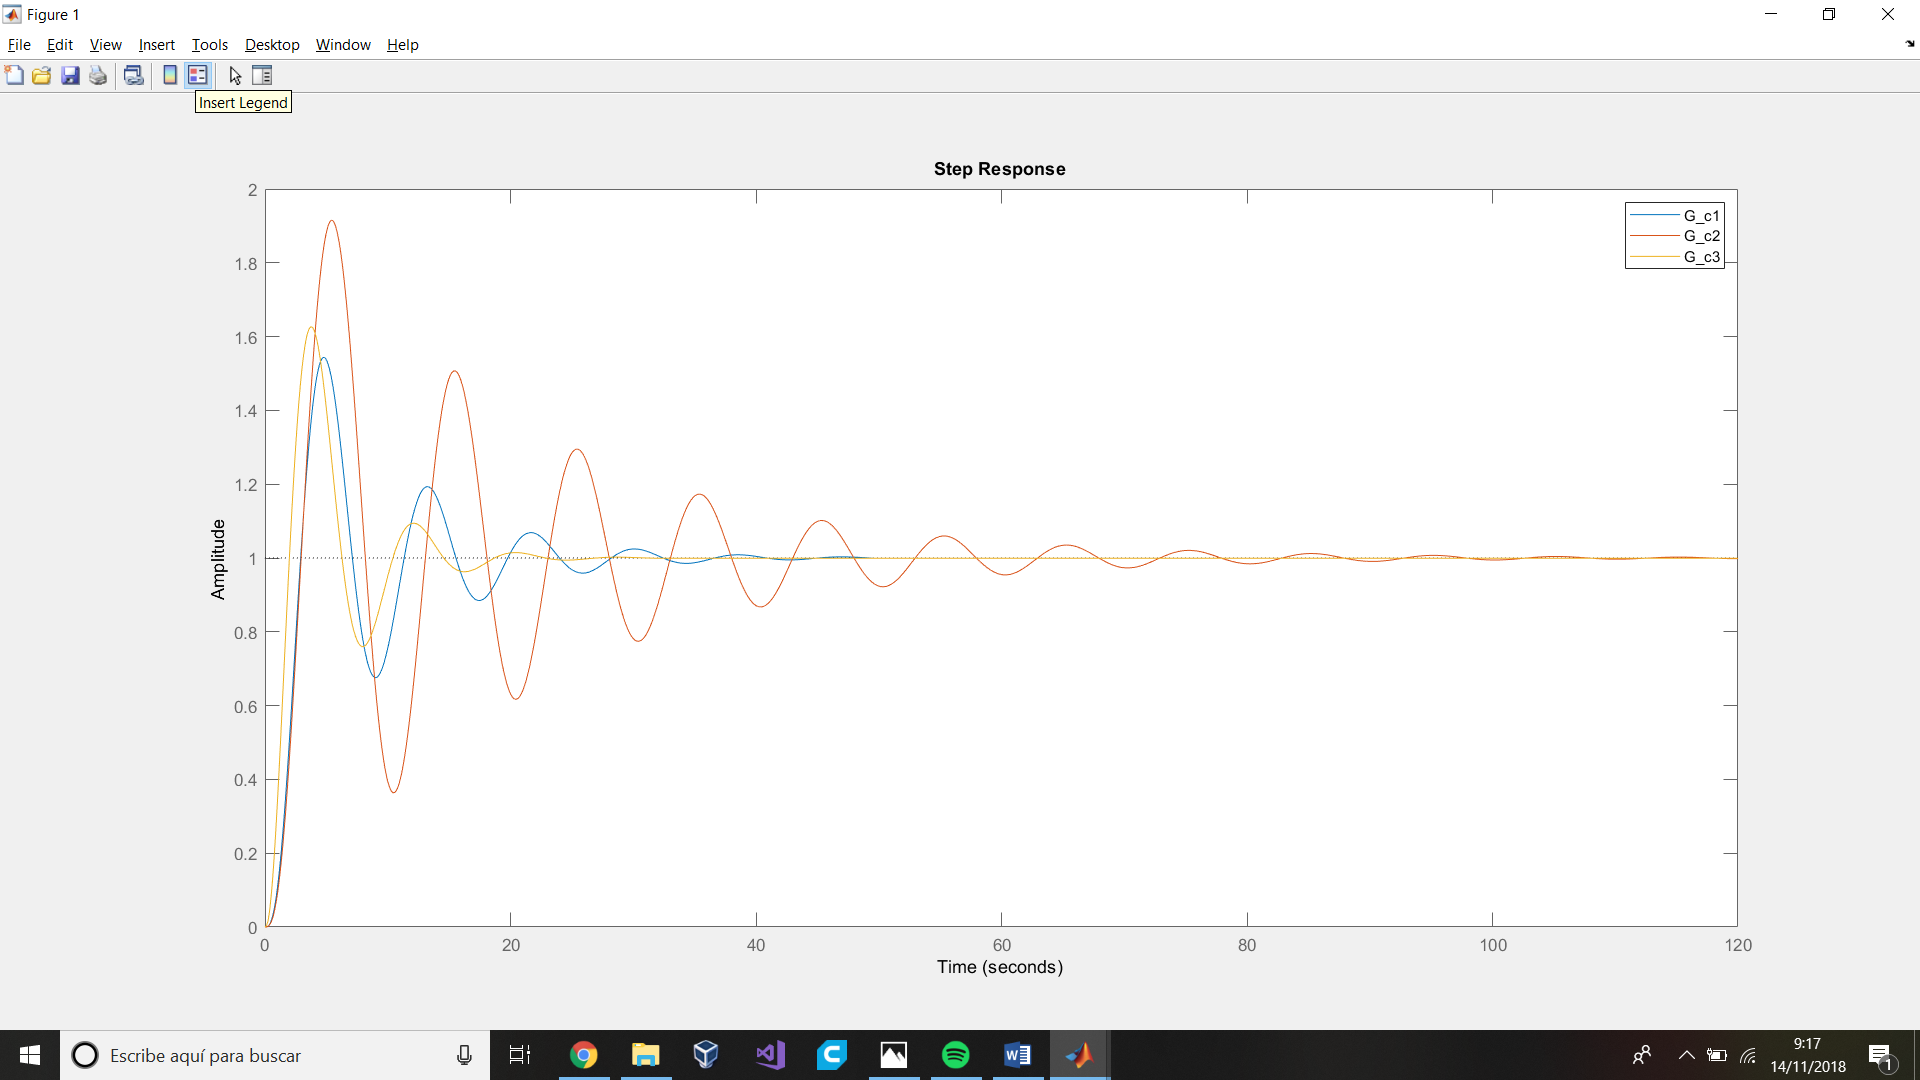 Figure 1
File Edit View Insert Tools Desktop Window Help
Insert Legend
Step Response
2
1.8
1.6
1.4
1.2
1
0.8
0.6
0.4
0.2
0
Amplitude
G_c1
G_c2
G_c3
0 20 40 60 80 100 120
Time (seconds)
Escribe aquí para buscar
9:17
14/11/2018
1